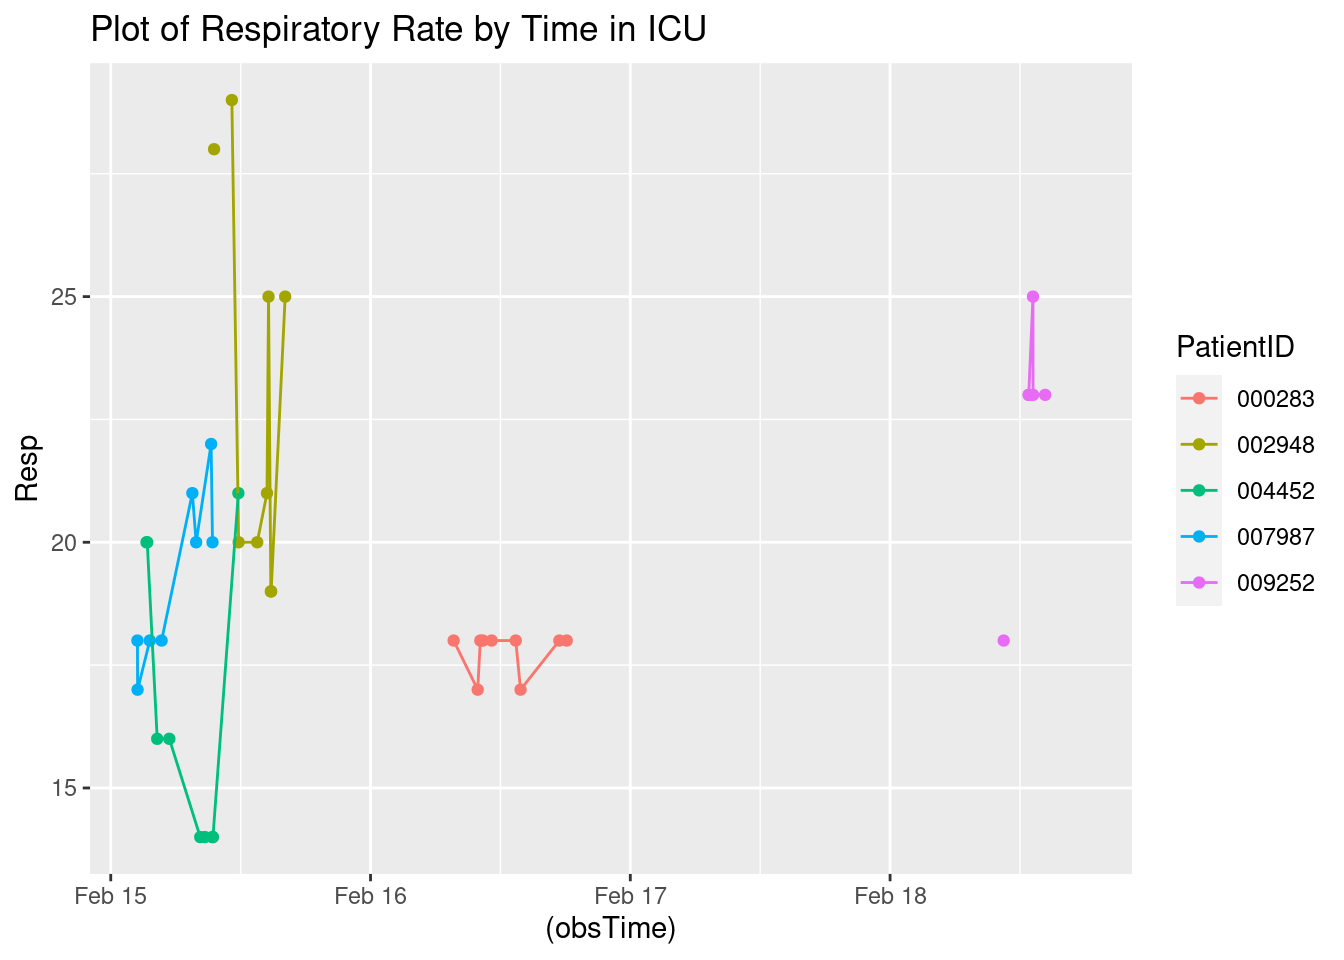 Plot of Respiratory Rate by Time in ICU
25
20
15
Resp
Feb 15 Feb 16 Feb 17 Feb 18
(obsTime)
PatientID
000283
002948
004452
007987
009252